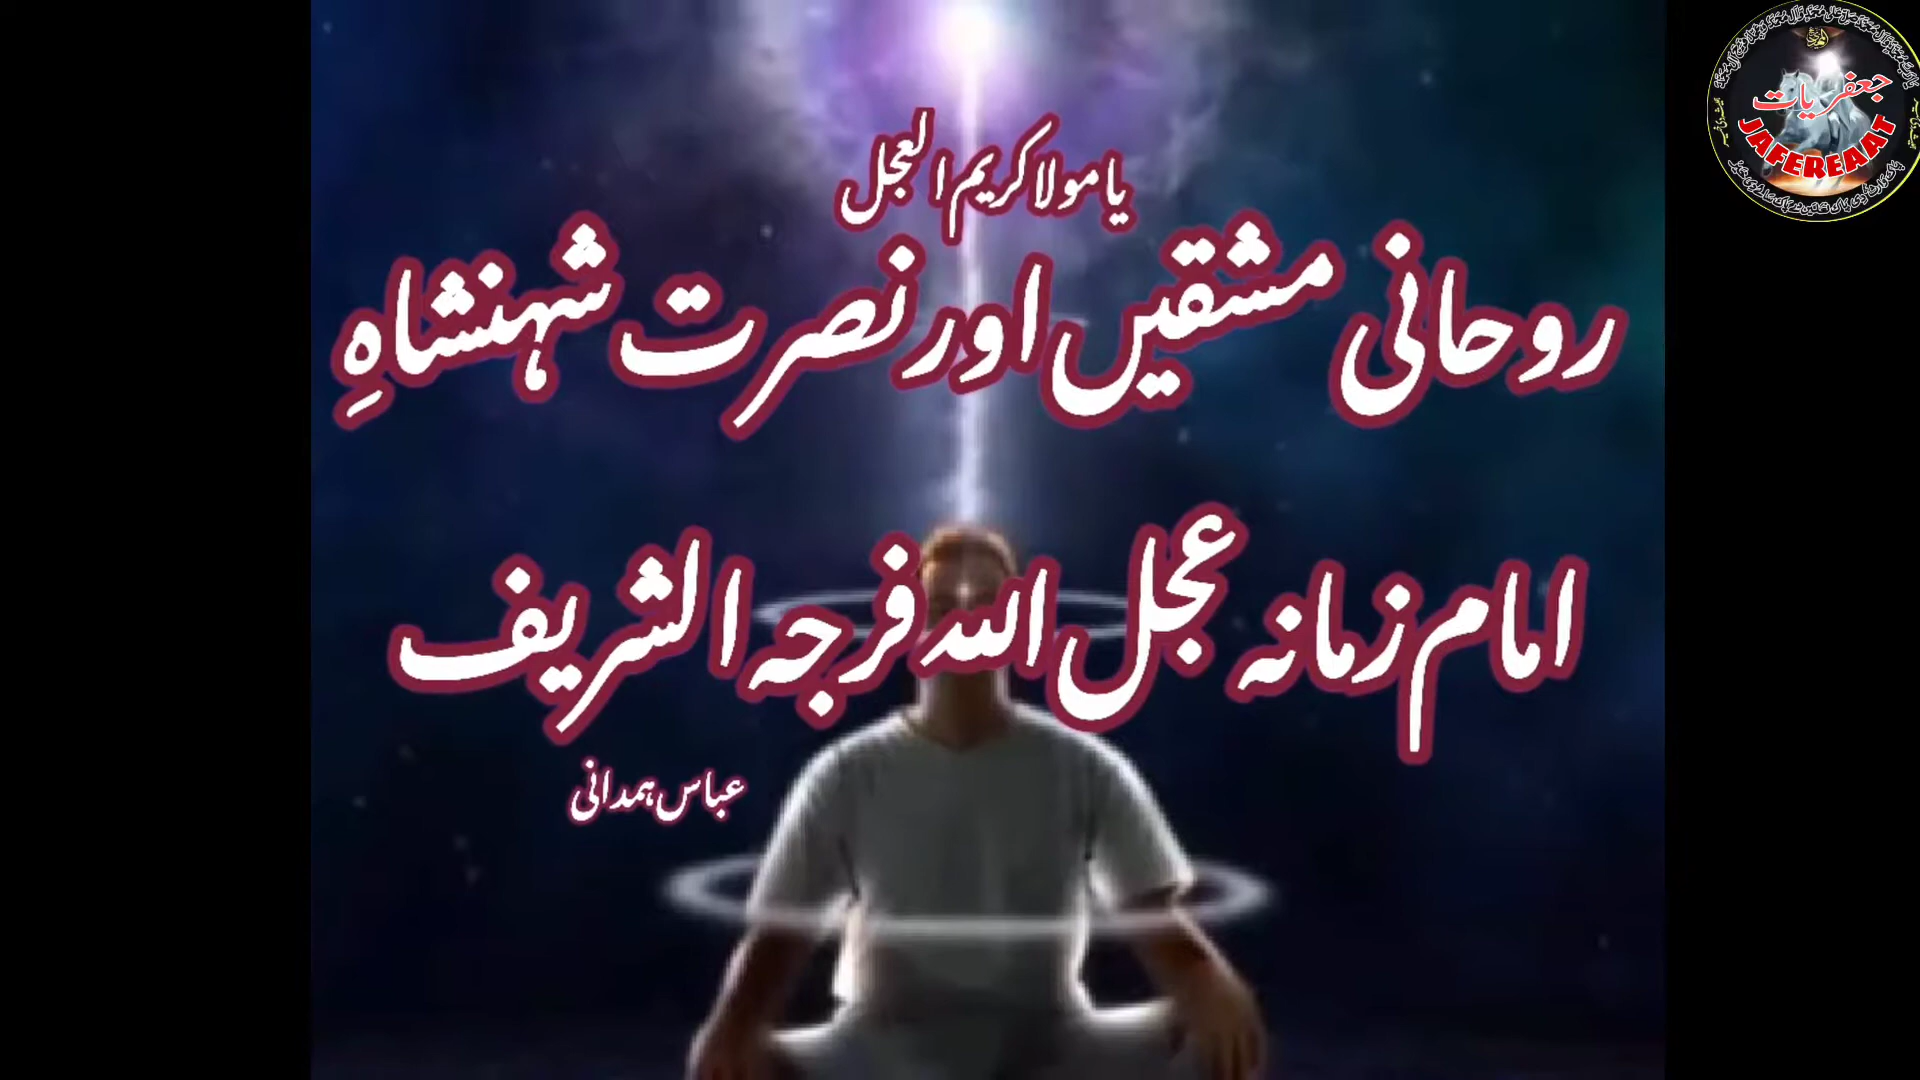 یا مولا کریم العجل
روحانی مشقیں اور نصرت شہنشاہِ
امام زمانہ عجل اللہ فرجہ الشریف
عباس ہمدانی
جعفریات
JAFEREAAT